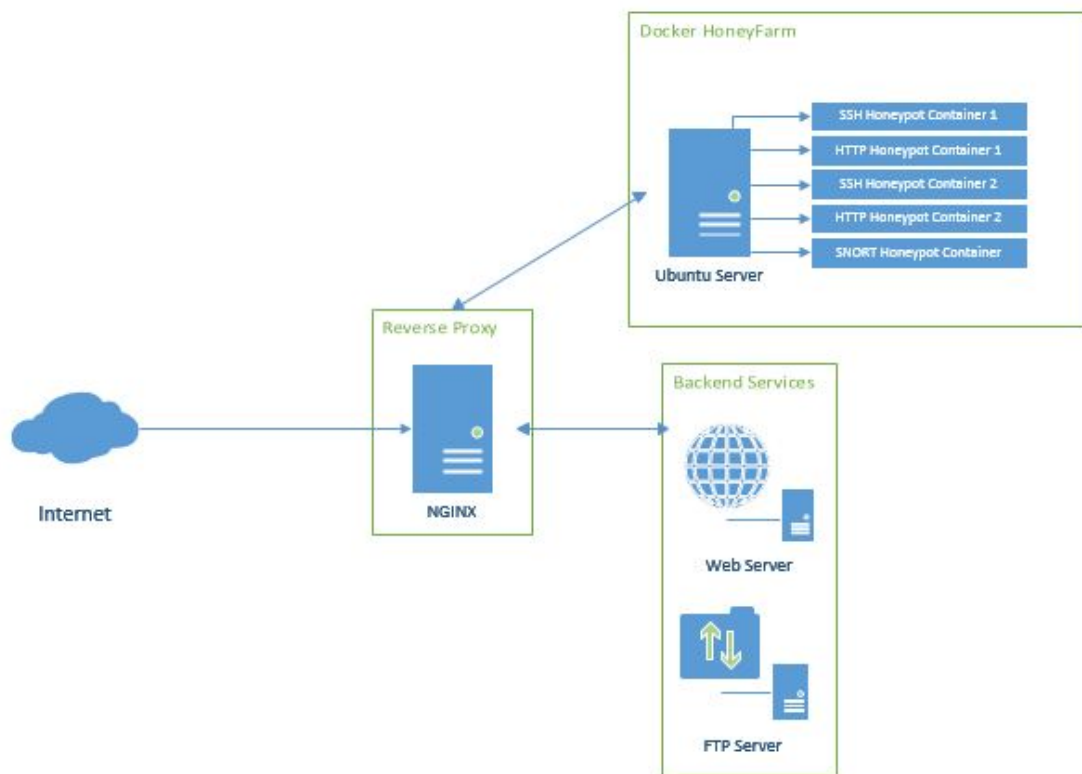 Docker HoneyFarm
SSH Honeypot Container 1
HTTP Honeypot Container 1
SSH Honeypot Container 2
HTTP Honeypot Container 2
SNORT Honeypot Container
Ubuntu Server
Reverse Proxy
NGINX
Internet
Backend Services
Web Server
FTP Server